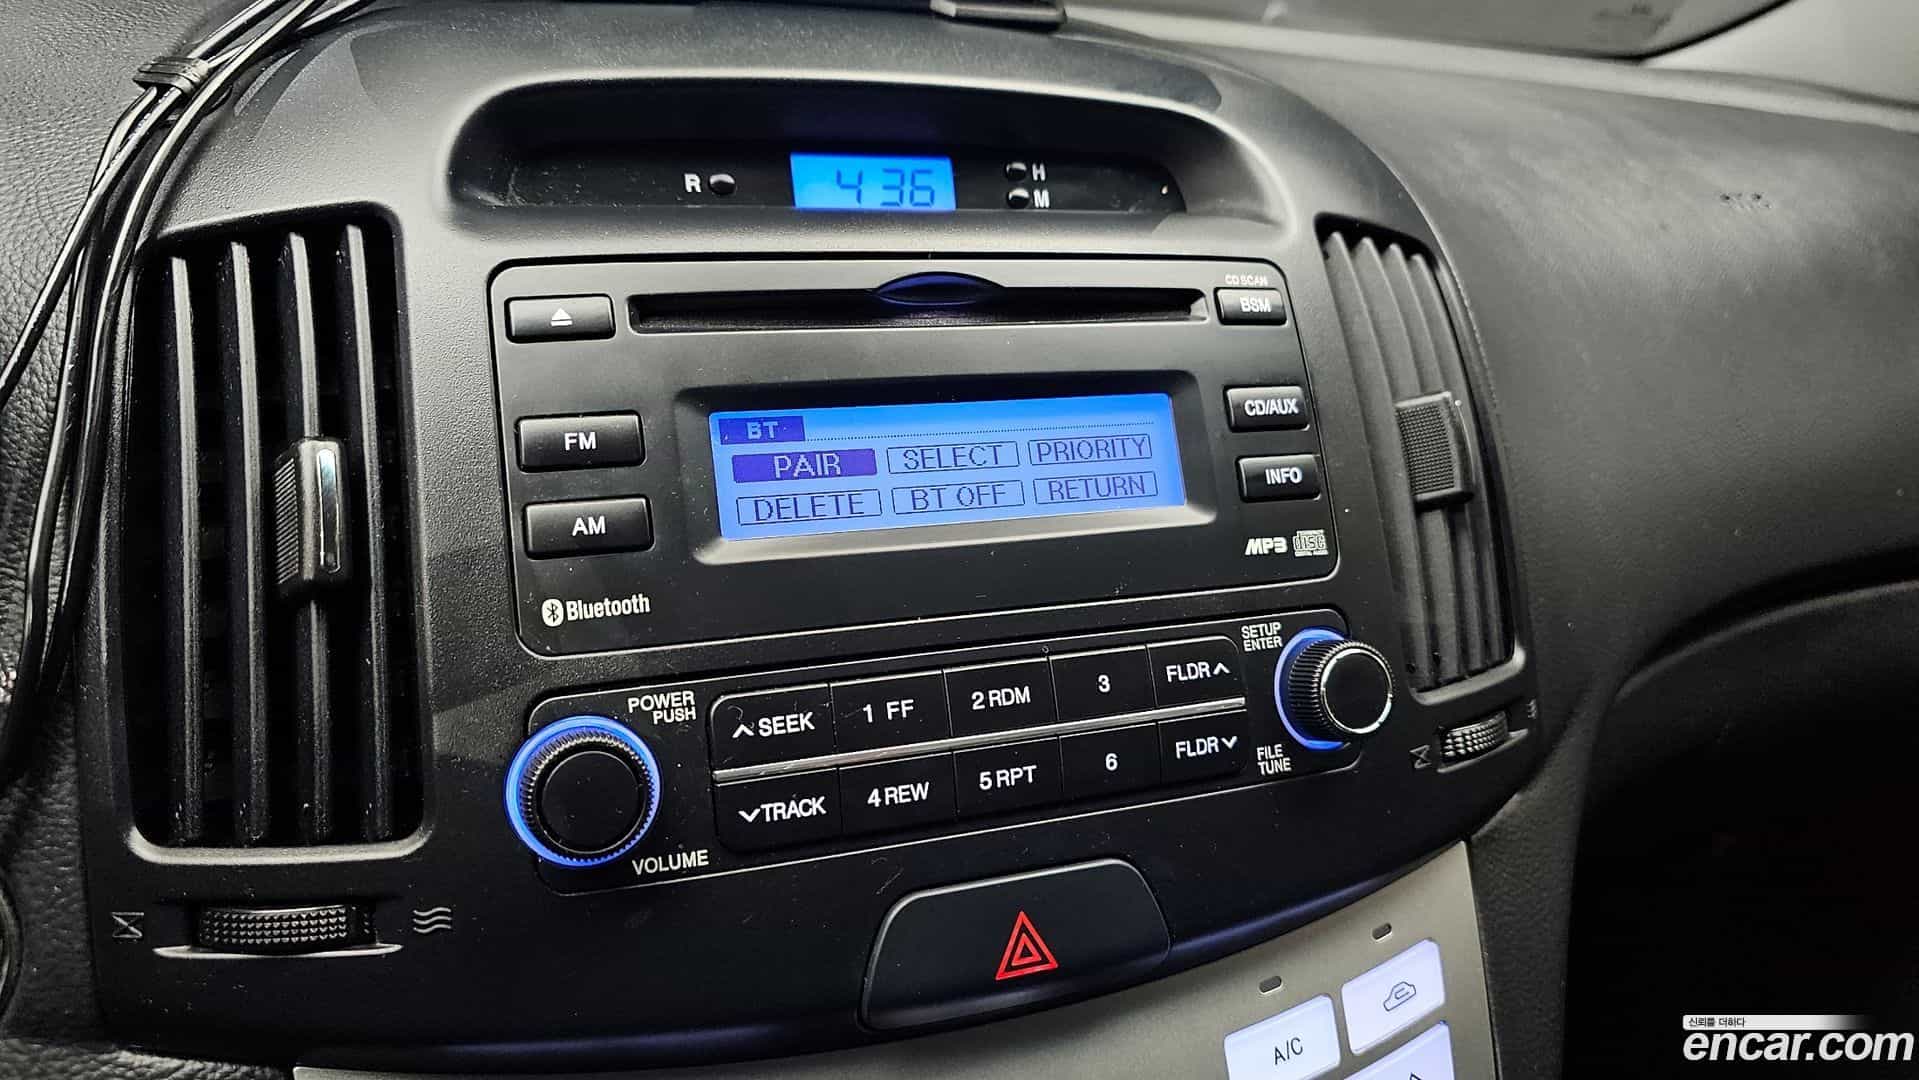 R
4 36
H
M
CD SCAN
BSM
FM
AM
BT
PAIR SELECT PRIORITY
DELETE BT OFF RETURN
CD/AUX
INFO
MP3 disc
Bluetooth
POWER
PUSH
VOLUME
SEEK 1 FF 2 RDM 3 FLDR
TRACK 4 REW 5 RPT 6 FLDR
SETUP
ENTER
FILE
TUNE
A/C
신뢰를 더하다
encar.com